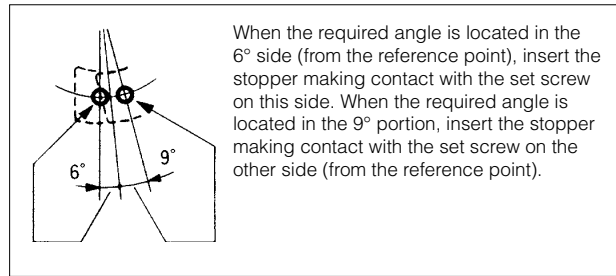 6°
9°
When the required angle is located in the
6° side (from the reference point), insert the
stopper making contact with the set screw
on this side. When the required angle is
located in the 9° portion, insert the stopper
making contact with the set screw on the
other side (from the reference point).